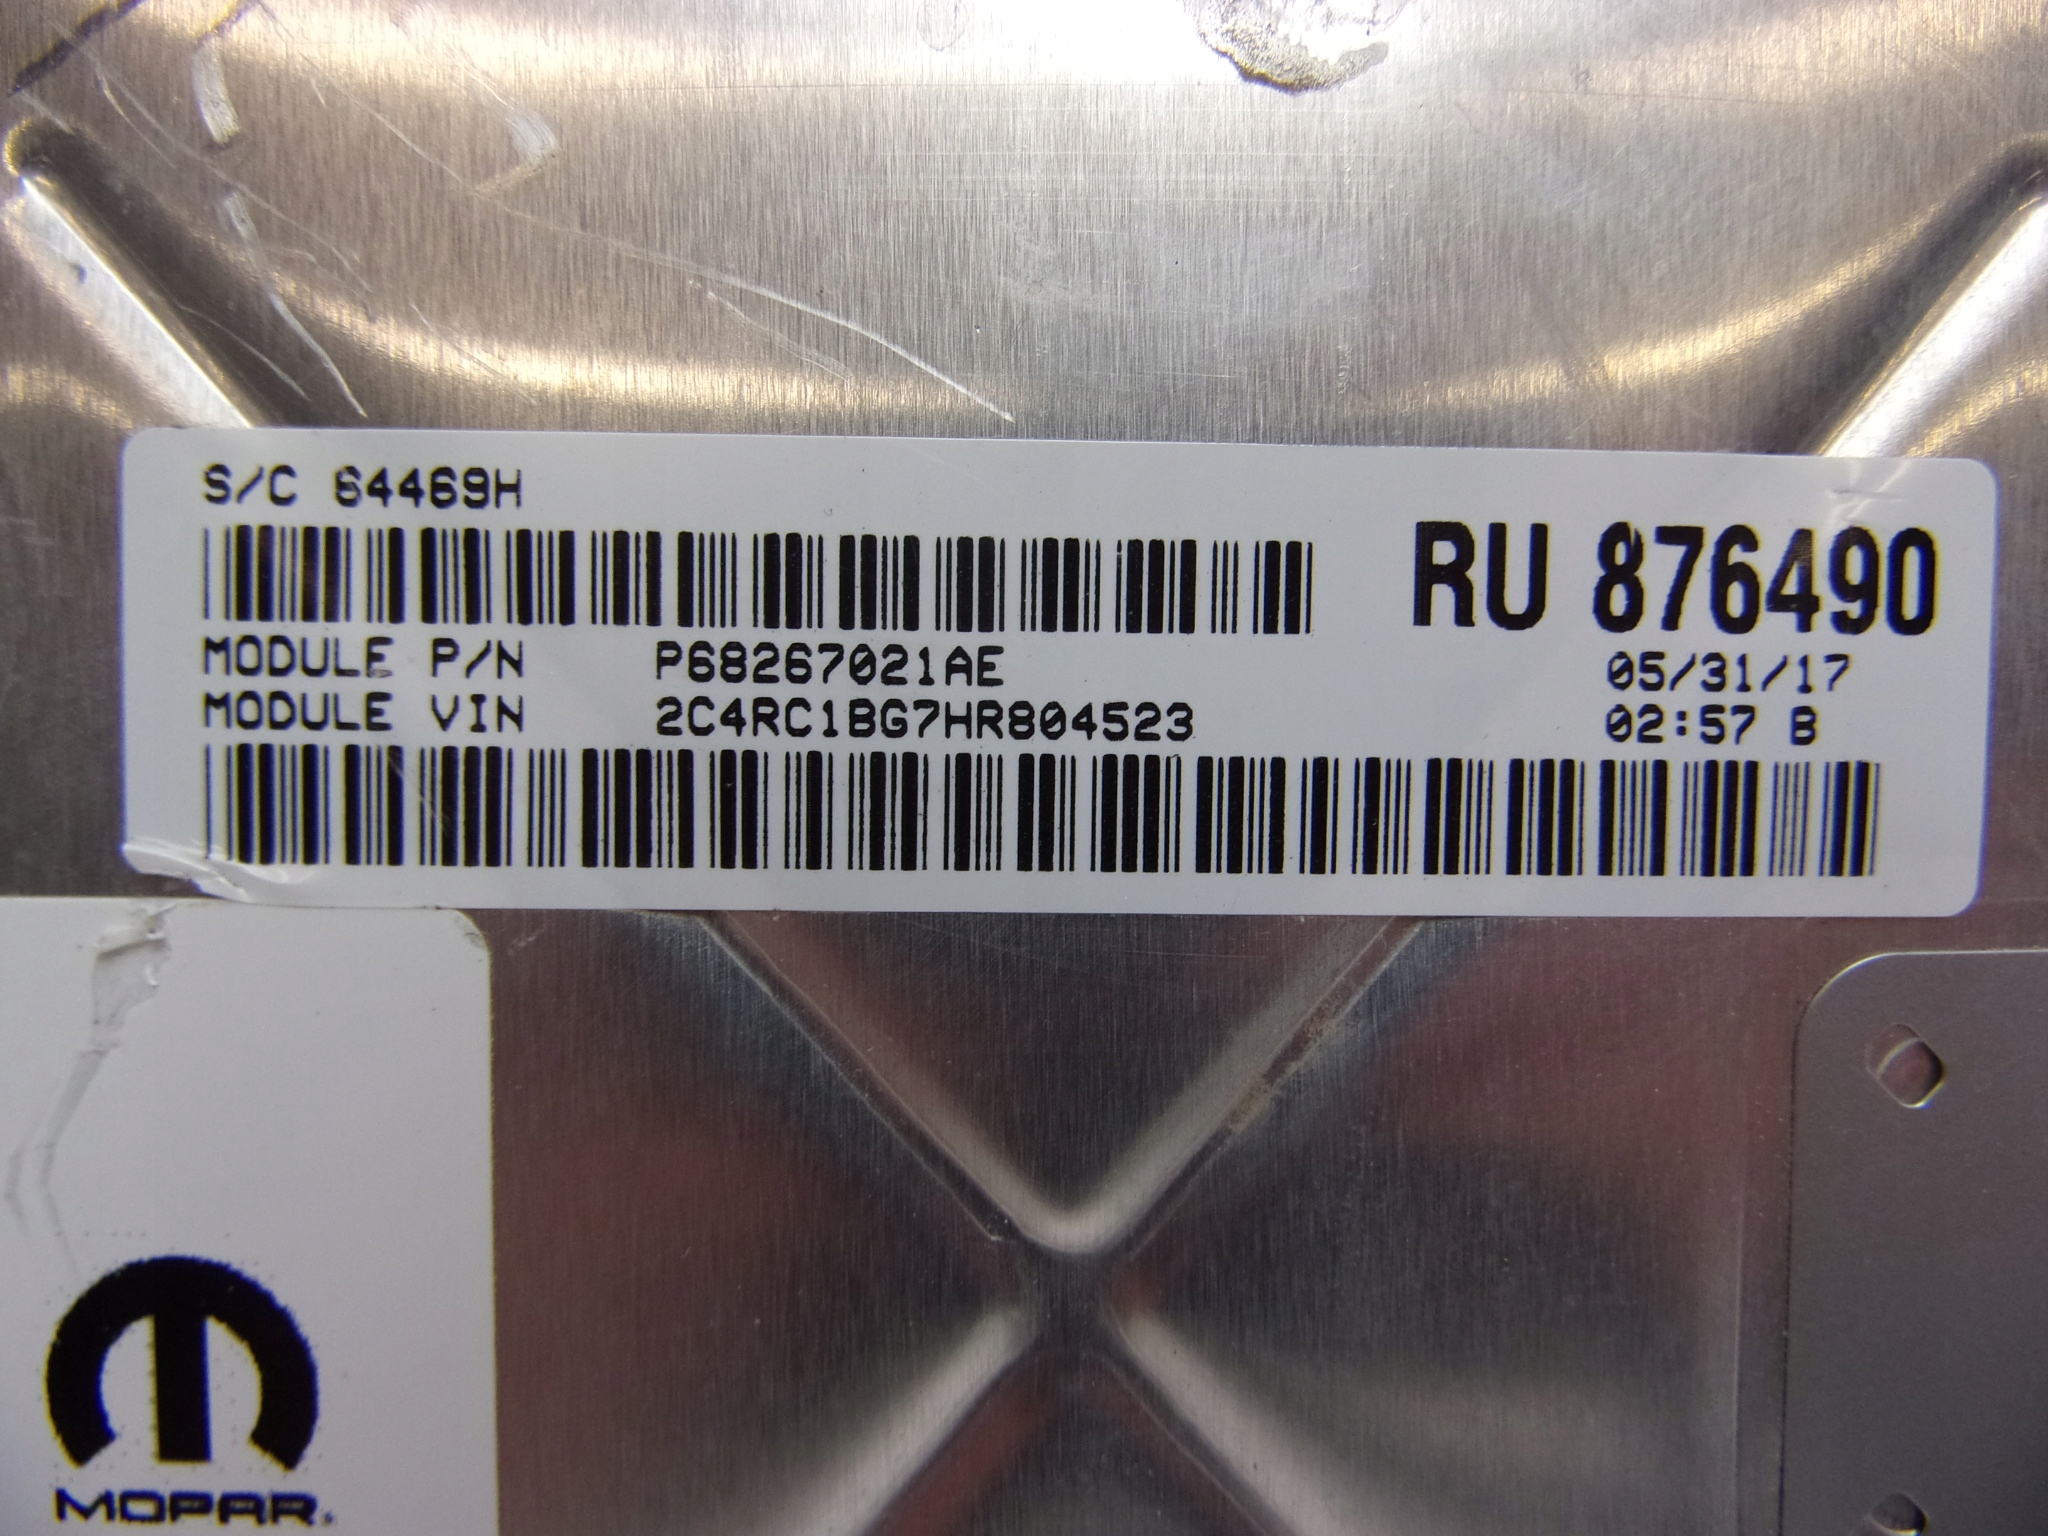 S/C 64469H
RU 876490
MODULE P/N P68267021AE
05/31/17
MODULE VIN 2C4RC1BG7HR804523
02:57 B
MOPAR